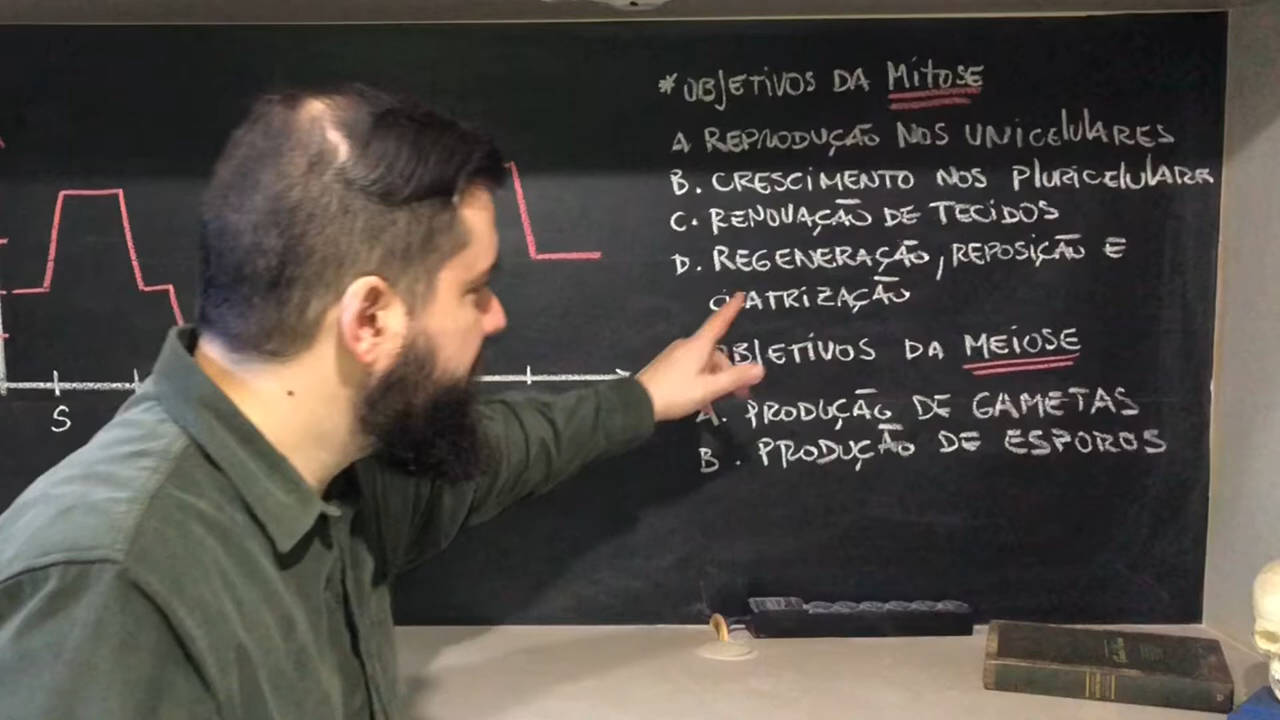 * OBJETIVOS DA MITOSE
A REPRODUÇÃO NOS UNICELULARES
B. CRESCIMENTO NOS PLURICELULARES
C. RENOVAÇÃO DE TECIDOS
D. REGENERAÇÃO, REPOSIÇÃO E
CICATRIZAÇÃO
OBJETIVOS DA MEIOSE
A. PRODUÇÃO DE GAMETAS
B. PRODUÇÃO DE ESPOROS
S